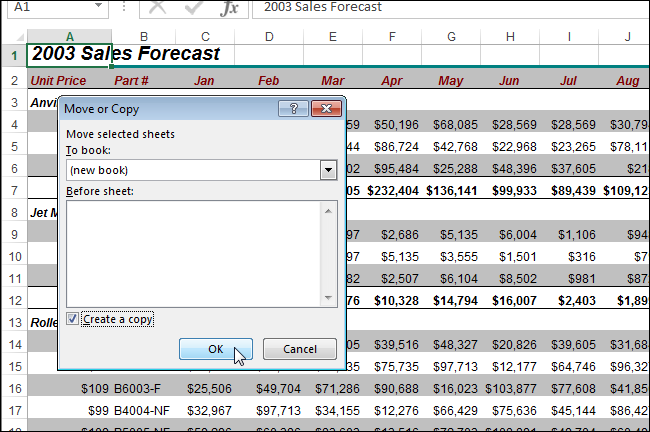 A1 fx 2003 Sales Forecast
A B C D E F G H I J
1 2003 Sales Forecast
2 Unit Price Part # Jan Feb Mar Apr May Jun Jul Aug
3 Anvi
Move or Copy ?
Move selected sheets
To book:
(new book)
Before sheet:
Create a copy
OK Cancel
4 59 $50,196 $68,085 $28,569 $28,569 $30,79
5 44 $86,724 $42,768 $22,968 $23,265 $78,11
6 02 $95,484 $25,288 $48,396 $37,605 $21
7 05 $232,404 $136,141 $99,933 $89,439 $109,12
8 Jet M
9 97 $2,686 $5,135 $6,004 $1,106 $94
10 97 $5,135 $3,555 $1,501 $316 $7
11 82 $2,507 $6,104 $8,502 $981 $87
12 76 $10,328 $14,794 $16,007 $2,403 $1,89
13 Rolle
14 05 $39,516 $48,327 $20,826 $39,605 $31,68
15 35 $75,735 $97,713 $12,177 $64,746 $96,32
16 $109 B6003-F $25,506 $49,704 $71,286 $90,688 $16,023 $103,877 $77,608 $41,85
17 $99 B4004-NF $32,967 $97,713 $34,155 $12,276 $66,429 $75,636 $45,144 $86,42